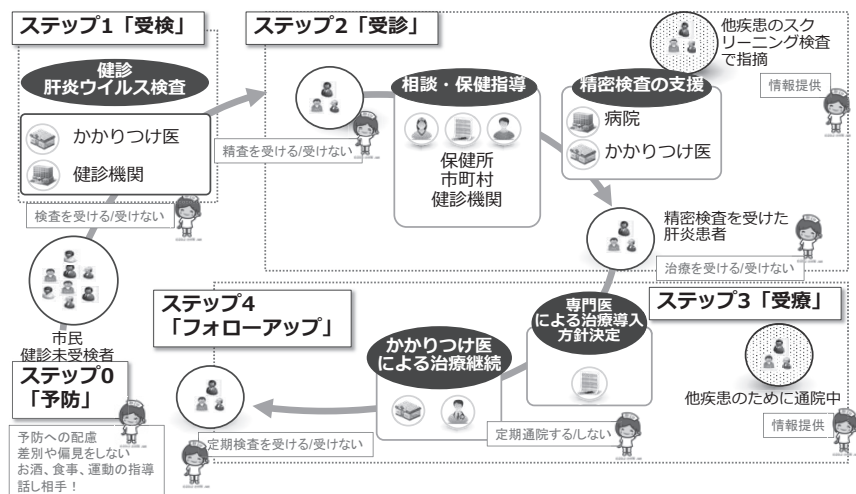 ステップ1「受検」
健診
肝炎ウイルス検査
かかりつけ医
健診機関
検査を受ける/受けない
市民
健診未受検者
ステップ0
「予防」
予防への配慮
差別や偏見をしない
お酒、食事、運動の指導
話し相手！
ステップ2「受診」
精査を受ける/受けない
相談・保健指導
保健所
市町村
健診機関
精密検査の支援
病院
かかりつけ医
他疾患のスク
リーニング検査
で指摘
情報提供
精密検査を受けた
肝炎患者
治療を受ける/受けない
ステップ3「受療」
専門医
による治療導入
方針決定
他疾患のために通院中
情報提供
定期通院する/しない
ステップ4
「フォローアップ」
かかりつけ医
による治療継続
定期検査を受ける/受けない